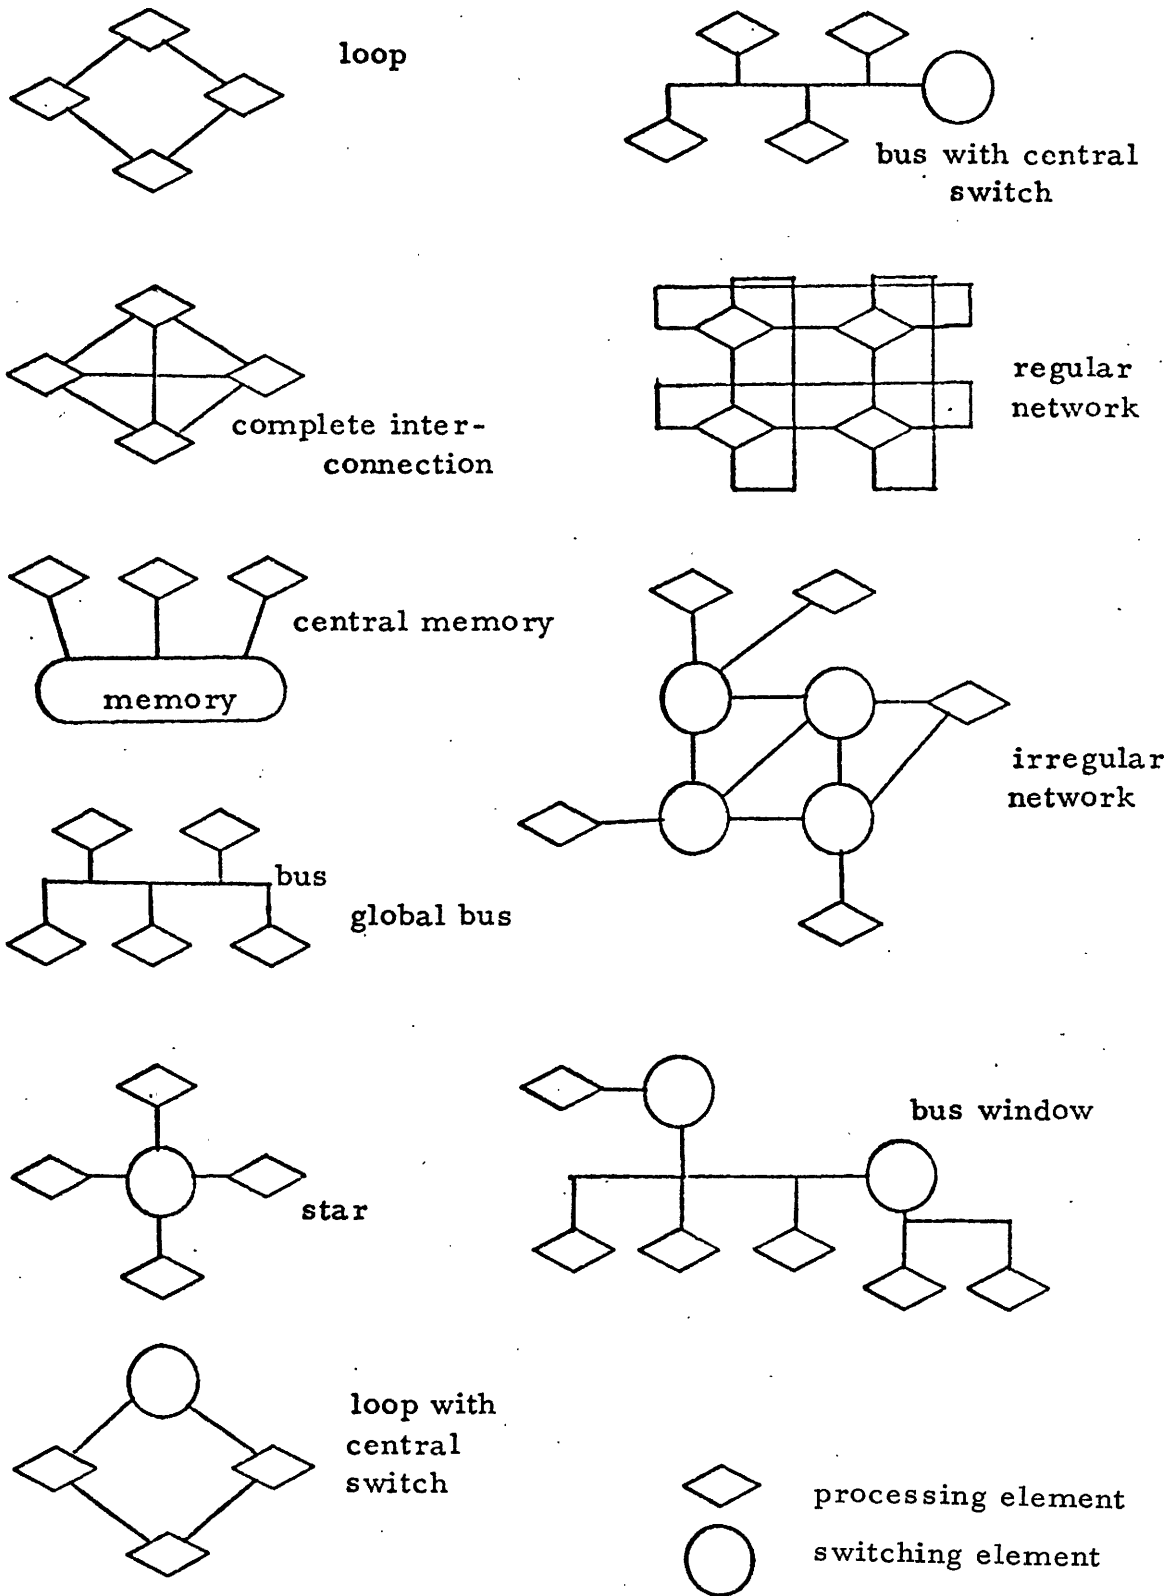 loop
bus with central
switch
complete inter-
connection
regular
network
central memory
memory
irregular
network
bus
global bus
star
bus window
loop with
central
switch
processing element
switching element